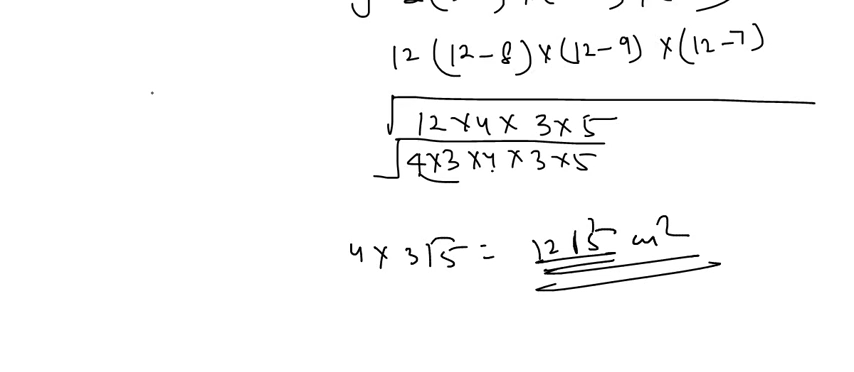 12 (12-8) × (12-9) × (12-7)
√12 × 4 × 3 × 5
√4×3 × 4 × 3 × 5
4 × 3√5 = 12√5 cm²